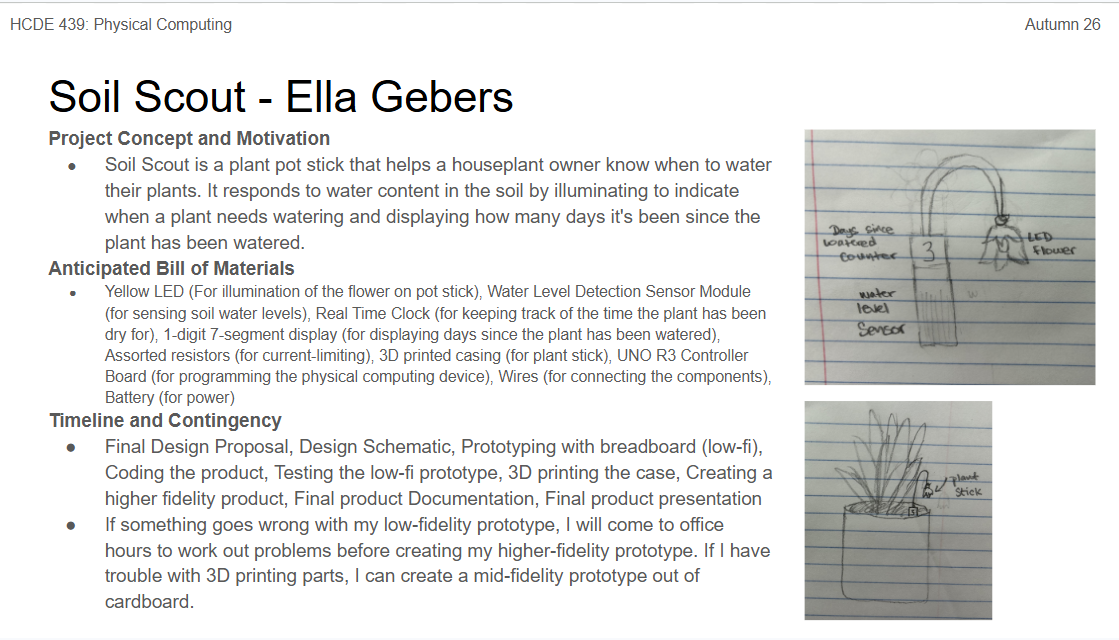 HCDE 439: Physical Computing
Autumn 26
Soil Scout - Ella Gebers
Project Concept and Motivation
● Soil Scout is a plant pot stick that helps a houseplant owner know when to water
their plants. It responds to water content in the soil by illuminating to indicate
when a plant needs watering and displaying how many days it's been since the
plant has been watered.
Anticipated Bill of Materials
● Yellow LED (For illumination of the flower on pot stick), Water Level Detection Sensor Module
(for sensing soil water levels), Real Time Clock (for keeping track of the time the plant has been
dry for), 1-digit 7-segment display (for displaying days since the plant has been watered),
Assorted resistors (for current-limiting), 3D printed casing (for plant stick), UNO R3 Controller
Board (for programming the physical computing device), Wires (for connecting the components),
Battery (for power)
Timeline and Contingency
● Final Design Proposal, Design Schematic, Prototyping with breadboard (low-fi),
Coding the product, Testing the low-fi prototype, 3D printing the case, Creating a
higher fidelity product, Final product Documentation, Final product presentation
● If something goes wrong with my low-fidelity prototype, I will come to office
hours to work out problems before creating my higher-fidelity prototype. If I have
trouble with 3D printing parts, I can create a mid-fidelity prototype out of
cardboard.
Days since
watered
counter
3
LED
flower
water
level
sensor
plant
stick